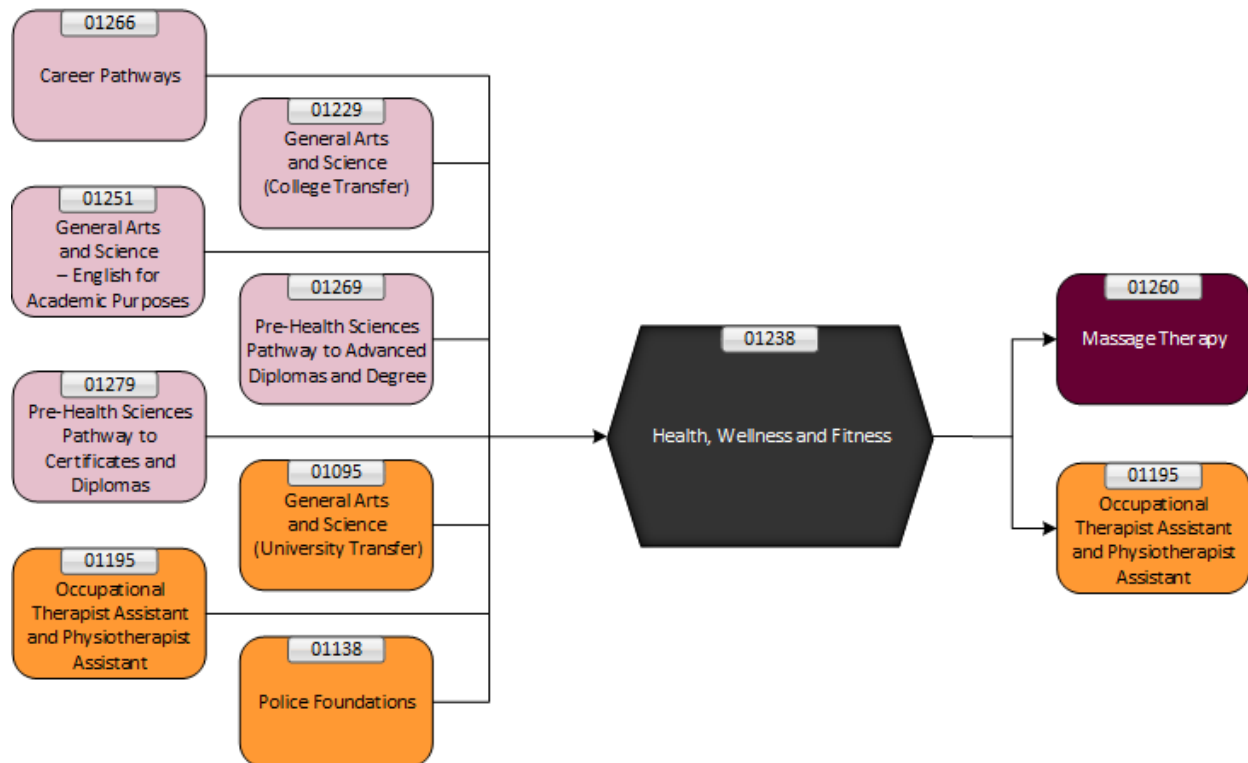 01266
Career Pathways
01229
General Arts
and Science
(College Transfer)
01251
General Arts
and Science
– English for
Academic Purposes
01269
Pre-Health Sciences
Pathway to Advanced
Diplomas and Degree
01279
Pre-Health Sciences
Pathway to
Certificates and
Diplomas
01095
General Arts
and Science
(University Transfer)
01195
Occupational
Therapist Assistant
and Physiotherapist
Assistant
01138
Police Foundations
01238
Health, Wellness and Fitness
01260
Massage Therapy
01195
Occupational
Therapist Assistant
and Physiotherapist
Assistant